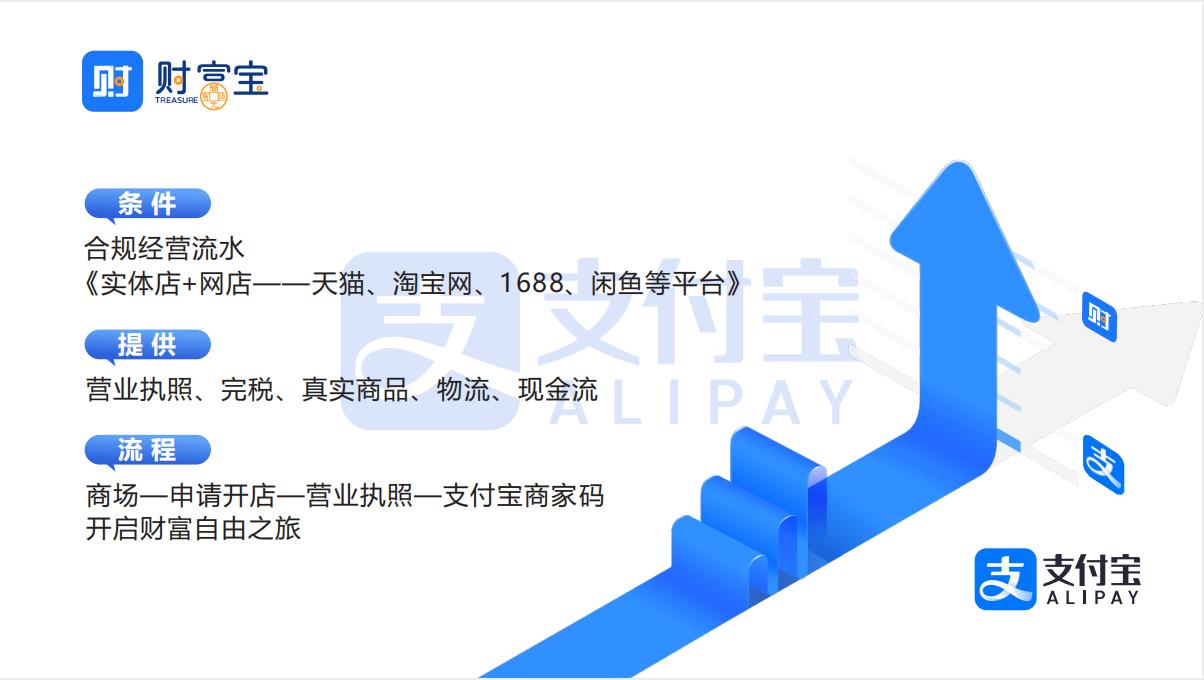 财 财富宝
TREASURE
条件
合规经营流水
《实体店+网店——天猫、淘宝网、1688、闲鱼等平台》
支付宝
ALIPAY
提供
营业执照、完税、真实商品、物流、现金流
流程
商场—申请开店—营业执照—支付宝商家码
开启财富自由之旅
财
支
支付宝
ALIPAY